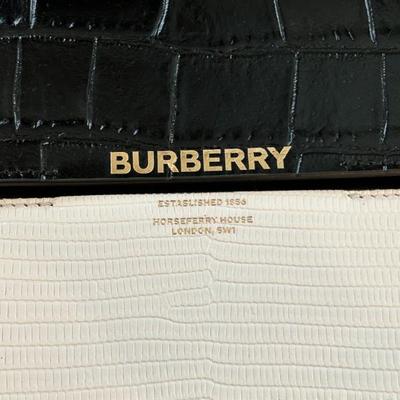 BURBERRY
ESTABLISHED 1856
HORSEFERRY HOUSE
LONDON, SW1